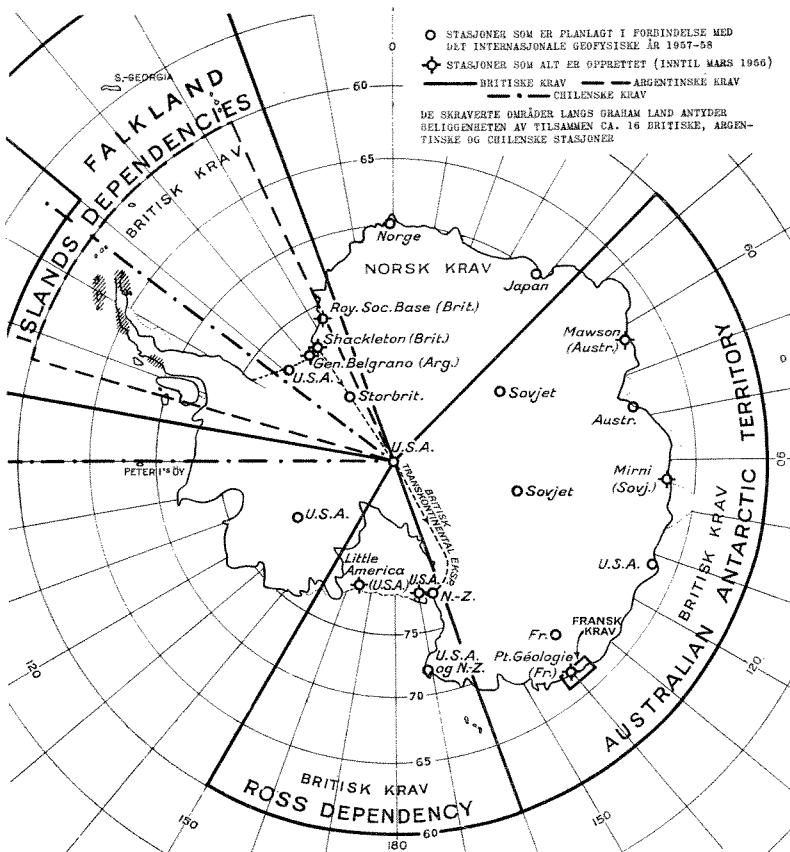 STASJONER SOM ER PLANLAGT I FORBINDELSE MED
DET INTERNASJONALE GEOFYSISKE ÅR 1957-58
STASJONER SOM ALT ER OPPRETTET (INNTIL MARS 1956)
BRITISKE KRAV
ARGENTINSKE KRAV
CHILENSKE KRAV
DE SKRAVERTE OMRÅDER LANGS GRAHAM LAND ANTYDER
BELIGGENHETEN AV TILSAMMEN CA. 16 BRITISKE, ARGEN-
TINSKE OG CHILENSKE STASJONER
0
60
65
S.-GEORGIA
FALKLAND
ISLANDS DEPENDENCIES
BRITISK KRAV
Norge
NORSK KRAV
Japan
60
Roy. Soc. Base (Brit.)
Shackleton (Brit.)
Gen. Belgrano (Arg.)
U.S.A.
Storbrit.
Mawson
(Austr.)
Sovjet
Austr.
U.S.A.
PETER I's ÖY
90
Mirni
(Sovj.)
Sovjet
BRITISK
TRANSKONTINENTAL EKSP.
U.S.A.
Little
America
(U.S.A.)
U.S.A.
N.-Z.
U.S.A.
BRITISK KRAV
AUSTRALIAN ANTARCTIC TERRITORY
FRANSK
KRAV
Fr.
Pt. Géologie
(Fr.)
75
U.S.A.
og N.-Z.
70
65
120
120
BRITISK KRAV
ROSS DEPENDENCY
60
150
180
150